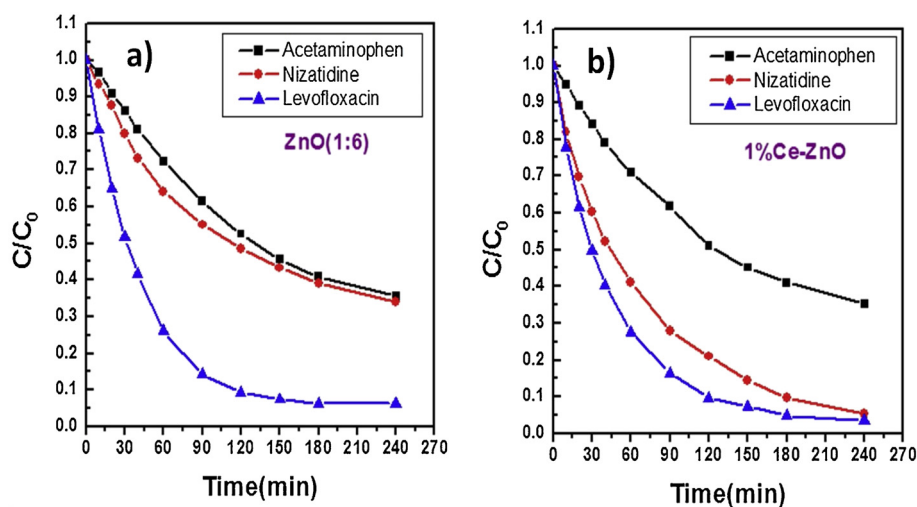 a)
Acetaminophen
Nizatidine
Levofloxacin
ZnO(1:6)
1.1
1.0
0.9
0.8
0.7
0.6
0.5
0.4
0.3
0.2
0.1
0.0
C/C₀
0 30 60 90 120 150 180 210 240 270
Time(min)
b)
Acetaminophen
Nizatidine
Levofloxacin
1%Ce-ZnO
1.1
1.0
0.9
0.8
0.7
0.6
0.5
0.4
0.3
0.2
0.1
0.0
C/C₀
0 30 60 90 120 150 180 210 240 270
Time(min)